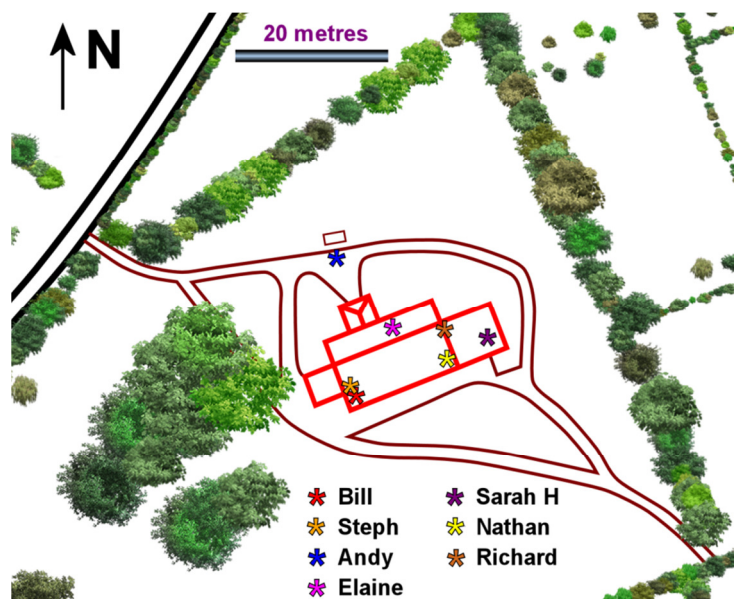 20 metres
N
Bill
Steph
Andy
Elaine
Sarah H
Nathan
Richard